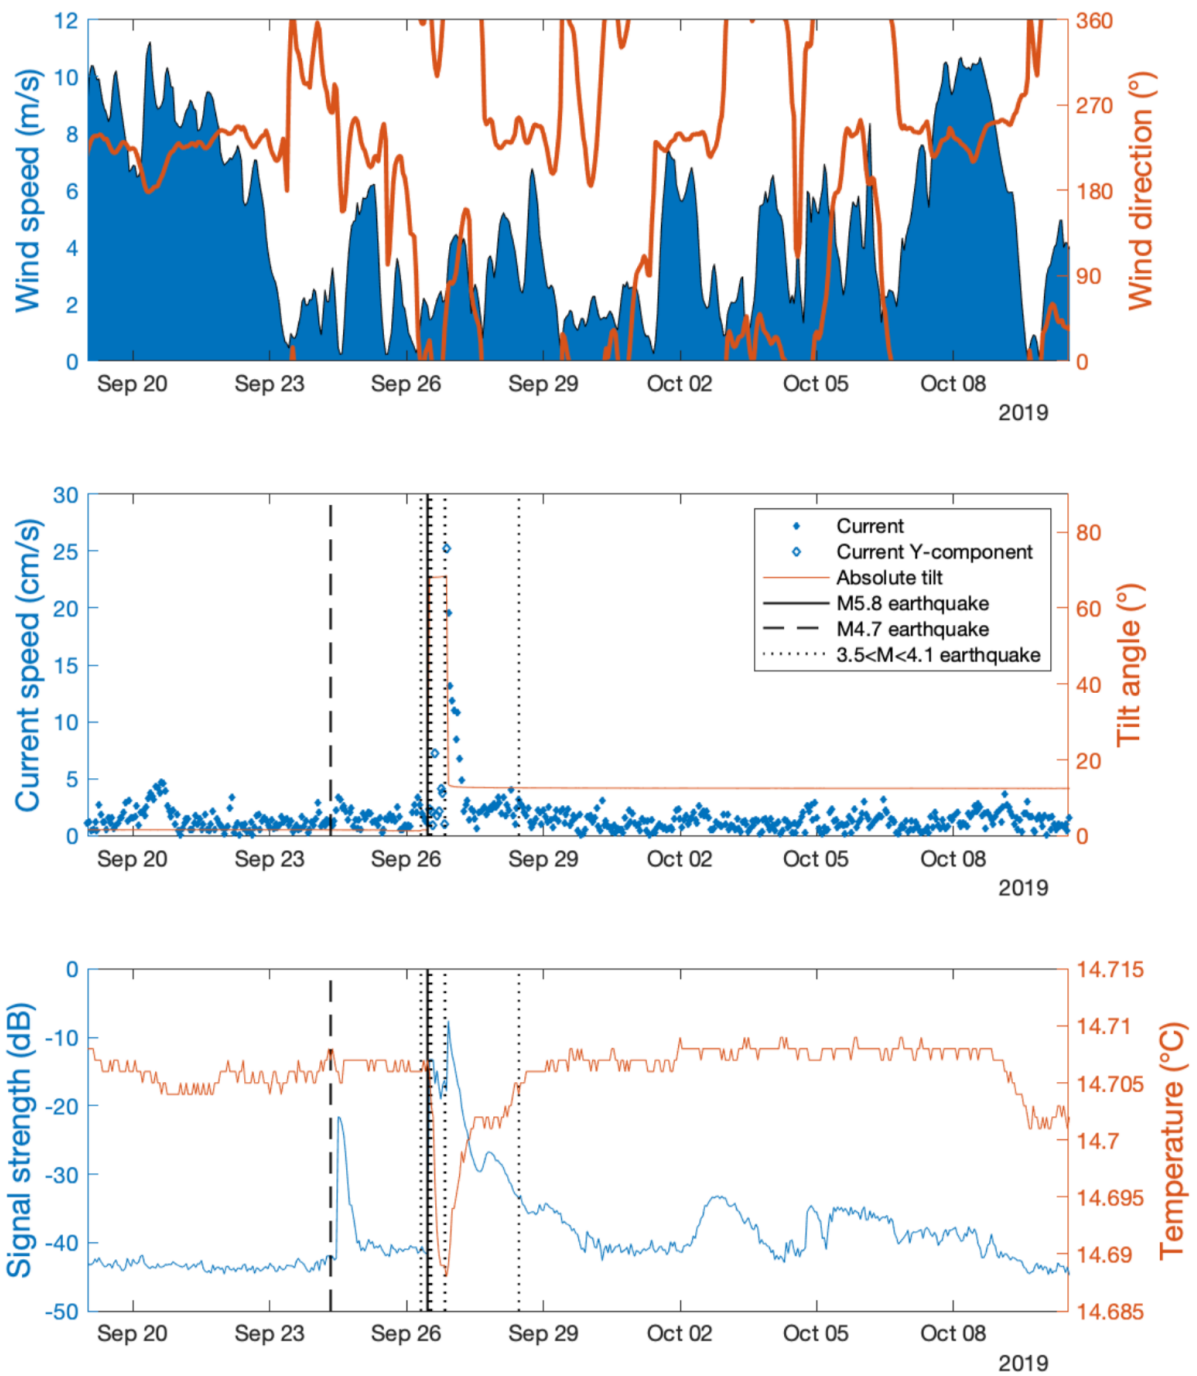 Wind speed (m/s)
12
10
8
6
4
2
0
360
270
180
90
0
Wind direction (°)
Sep 20 Sep 23 Sep 26 Sep 29 Oct 02 Oct 05 Oct 08
2019
Current speed (cm/s)
30
25
20
15
10
5
0
Current
Current Y-component
Absolute tilt
M5.8 earthquake
M4.7 earthquake
3.5<M<4.1 earthquake
80
60
40
20
0
Tilt angle (°)
Sep 20 Sep 23 Sep 26 Sep 29 Oct 02 Oct 05 Oct 08
2019
Signal strength (dB)
0
-10
-20
-30
-40
-50
14.715
14.71
14.705
14.7
14.695
14.69
14.685
Temperature (°C)
Sep 20 Sep 23 Sep 26 Sep 29 Oct 02 Oct 05 Oct 08
2019